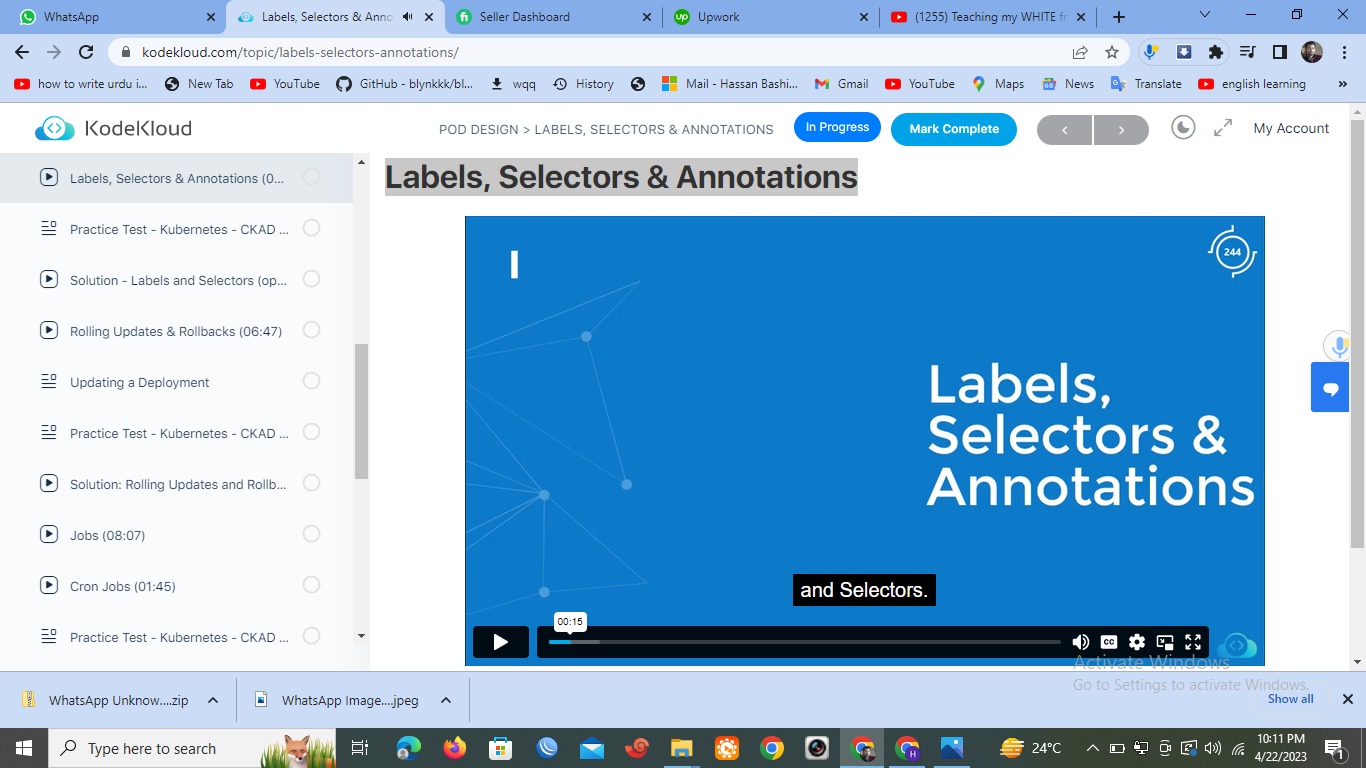 WhatsApp
Labels, Selectors & Anno
Seller Dashboard
Upwork
(1255) Teaching my WHITE fr
kodekloud.com/topic/labels-selectors-annotations/
how to write urdu i...
New Tab
YouTube
GitHub - blynkkk/bl...
wqq
History
Mail - Hassan Bashi...
Gmail
YouTube
Maps
News
Translate
english learning
»
KodeKloud
POD DESIGN > LABELS, SELECTORS & ANNOTATIONS
In Progress
Mark Complete
My Account
Labels, Selectors & Annotations (0...
Practice Test - Kubernetes - CKAD ...
Solution - Labels and Selectors (op...
Rolling Updates & Rollbacks (06:47)
Updating a Deployment
Practice Test - Kubernetes - CKAD ...
Solution: Rolling Updates and Rollb...
Jobs (08:07)
Cron Jobs (01:45)
Practice Test - Kubernetes - CKAD ...
Labels, Selectors & Annotations
244
Labels,
Selectors &
Annotations
and Selectors.
00:15
CC
Activate Windows
Go to Settings to activate Windows.
WhatsApp Unknow....zip
WhatsApp Image....jpeg
Show all
Type here to search
24°C
10:11 PM
4/22/2023
1